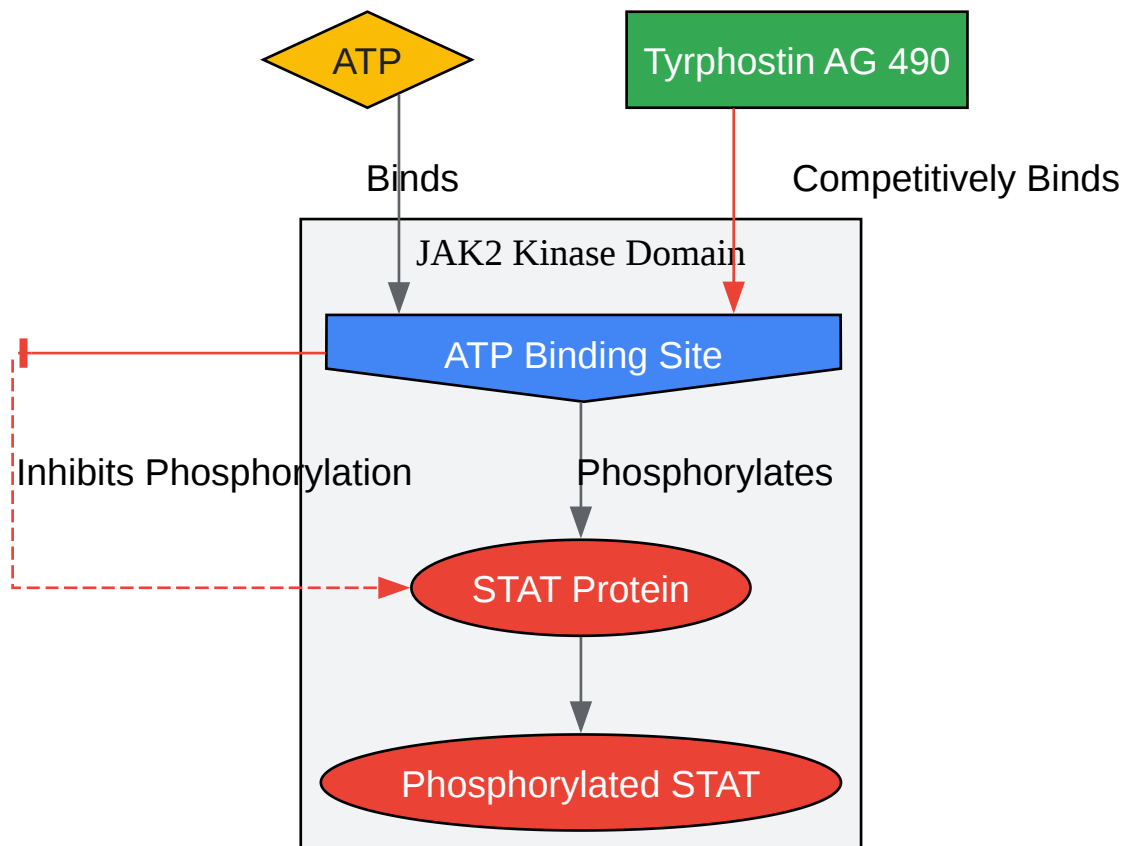 ATP
Tyrphostin AG 490
Binds
Competitively Binds
JAK2 Kinase Domain
ATP Binding Site
Inhibits Phosphorylation
Phosphorylates
STAT Protein
Phosphorylated STAT